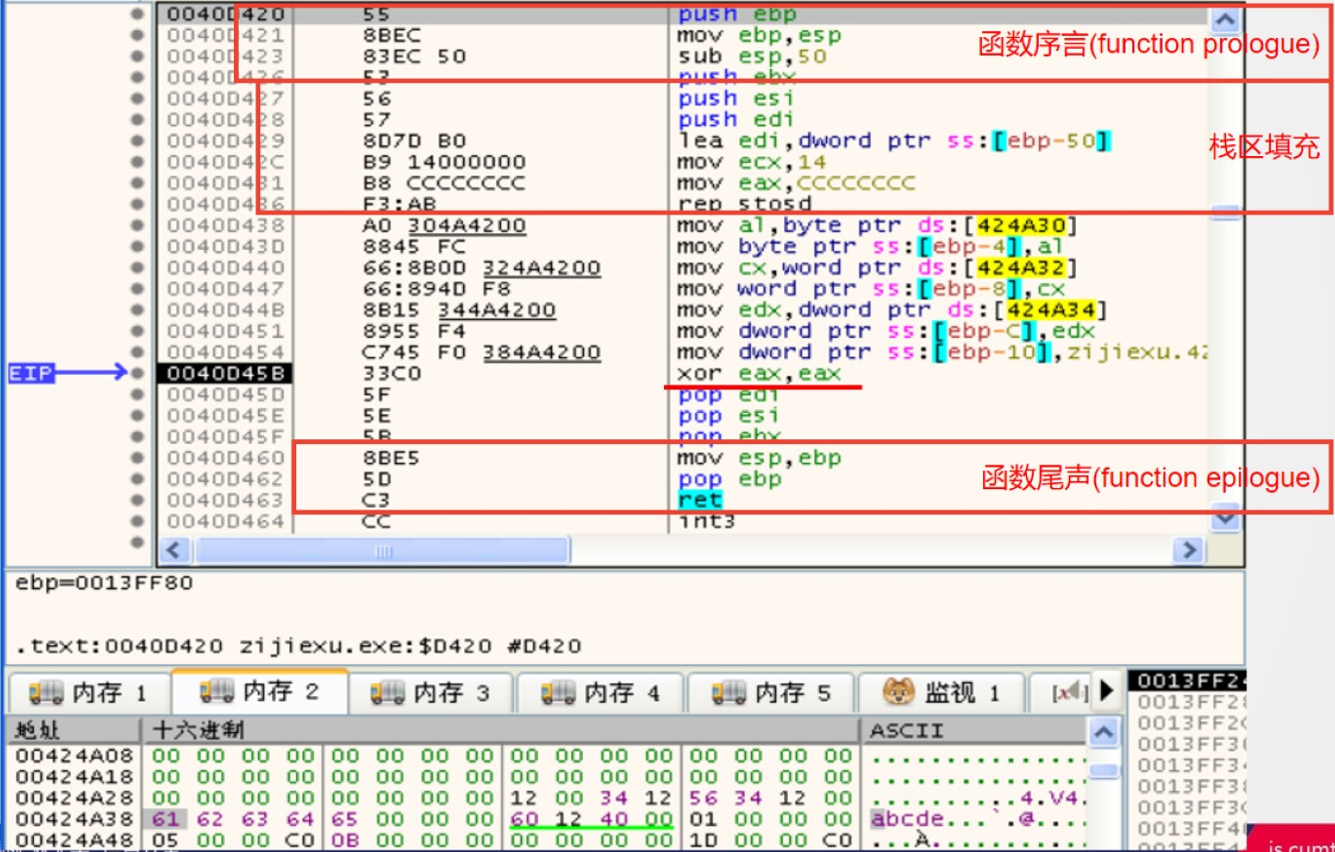 0040D420 55 push ebp
0040D421 8BEC mov ebp,esp
函数序言(function prologue)
0040D423 83EC 50 sub esp,50
0040D426 53 push ebx
0040D427 56 push esi
0040D428 57 push edi
0040D429 8D7D B0 lea edi,dword ptr ss:[ebp-50]
栈区填充
0040D42C B9 14000000 mov ecx,14
0040D431 B8 CCCCCCCC mov eax,CCCCCCCC
0040D436 F3:AB rep stosd
0040D438 A0 304A4200 mov al,byte ptr ds:[424A30]
0040D43D 8845 FC mov byte ptr ss:[ebp-4],al
0040D440 66:8B0D 324A4200 mov cx,word ptr ds:[424A32]
0040D447 66:894D F8 mov word ptr ss:[ebp-8],cx
0040D44B 8B15 344A4200 mov edx,dword ptr ds:[424A34]
0040D451 8955 F4 mov dword ptr ss:[ebp-C],edx
0040D454 C745 F0 384A4200 mov dword ptr ss:[ebp-10],zijiexu.42
EIP 0040D45B 33C0 xor eax,eax
0040D45D 5F pop edi
0040D45E 5E pop esi
0040D45F 5B pop ebx
0040D460 8BE5 mov esp,ebp
0040D462 5D pop ebp
函数尾声(function epilogue)
0040D463 C3 ret
0040D464 CC int3
ebp=0013FF80
.text:0040D420 zijiexu.exe:$D420 #D420
内存 1 内存 2 内存 3 内存 4 内存 5 监视 1 [x]
地址 十六进制 ASCII
00424A08 00 00 00 00 00 00 00 00 00 00 00 00 00 00 00 00 ................
00424A18 00 00 00 00 00 00 00 00 00 00 00 00 00 00 00 00 ................
00424A28 00 00 00 00 00 00 00 00 12 00 34 12 56 34 12 00 ..........4.V4.
00424A38 61 62 63 64 65 00 00 00 60 12 40 00 01 00 00 00 abcde...`.@....
00424A48 05 00 00 C0 0B 00 00 00 00 00 00 00 1D 00 00 C0 ...À...........
0013FF24
0013FF28
0013FF2C
0013FF30
0013FF34
0013FF38
0013FF3C
0013FF40
is.cumt